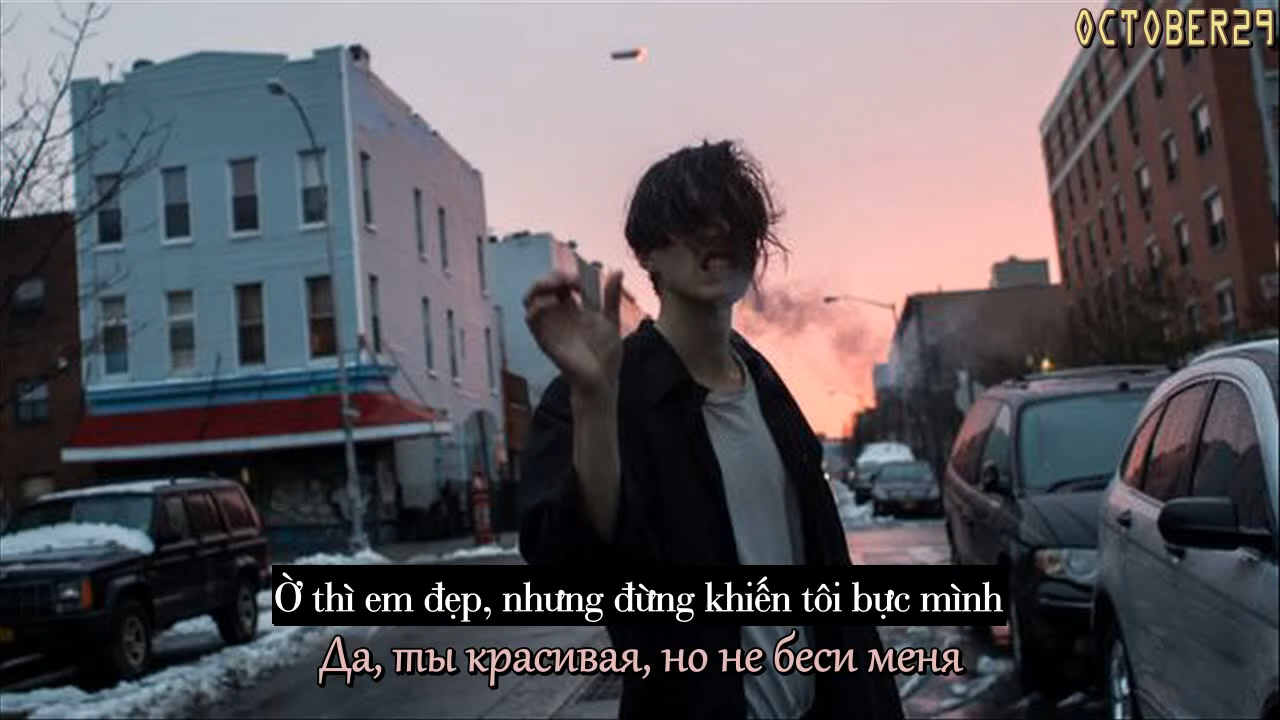 OCTOBER29
Ờ thì em đẹp, nhưng đừng khiến tôi bực mình
Да, ты красивая, но не беси меня